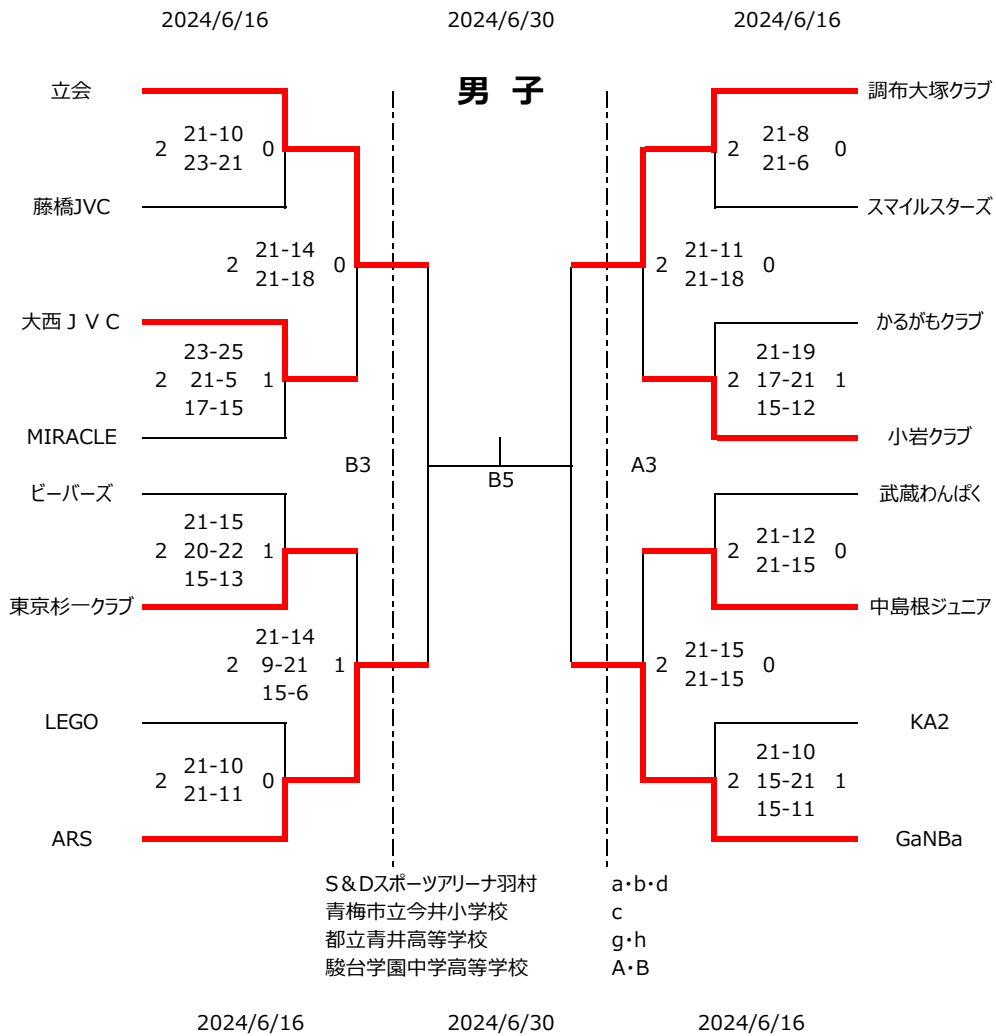 2024/6/16 2024/6/30 2024/6/16
男 子
立会 調布大塚クラブ
2 21-10 0 2 21-8 0
23-21 21-6
藤橋JVC スマイルスターズ
2 21-14 0 2 21-11 0
21-18 21-18
大西ＪＶＣ かるがもクラブ
23-25 21-19
2 21-5 1 2 17-21 1
17-15 15-12
MIRACLE 小岩クラブ
B3 B5 A3
ビーバーズ 武蔵わんぱく
21-15
2 20-22 1 2 21-12 0
15-13 21-15
東京杉一クラブ 中島根ジュニア
21-14
2 9-21 1 2 21-15 0
15-6 21-15
LEGO KA2
2 21-10 0 21-10
21-11 2 15-21 1
15-11
ARS GaNBa
S＆Dスポーツアリーナ羽村 a・b・d
青梅市立今井小学校 c
都立青井高等学校 g・h
駿台学園中学高等学校 A・B
2024/6/16 2024/6/30 2024/6/16